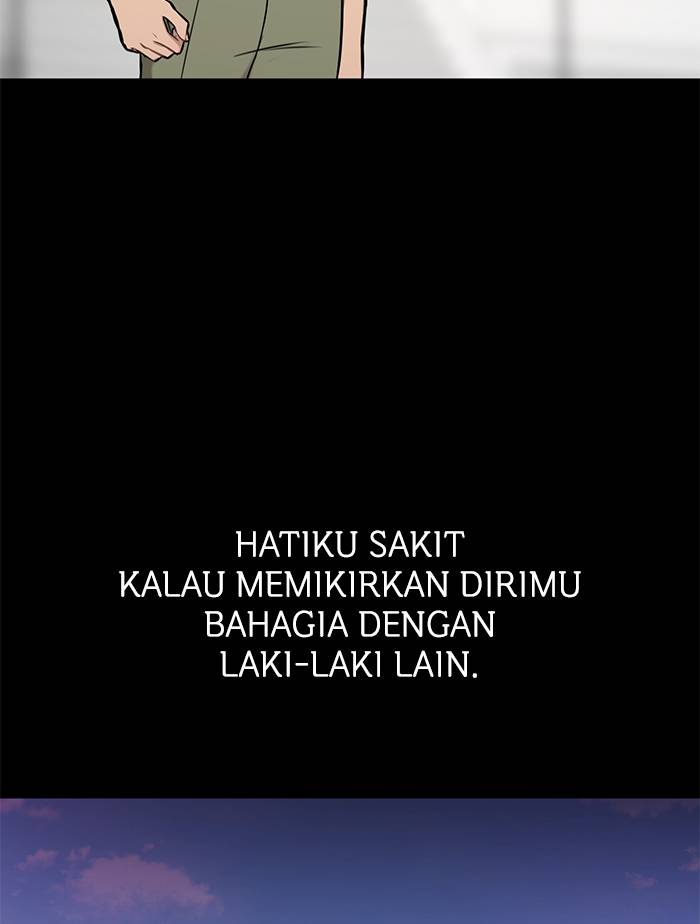 HATIKU SAKIT
KALAU MEMIKIRKAN DIRIMU
BAHAGIA DENGAN
LAKI-LAKI LAIN.